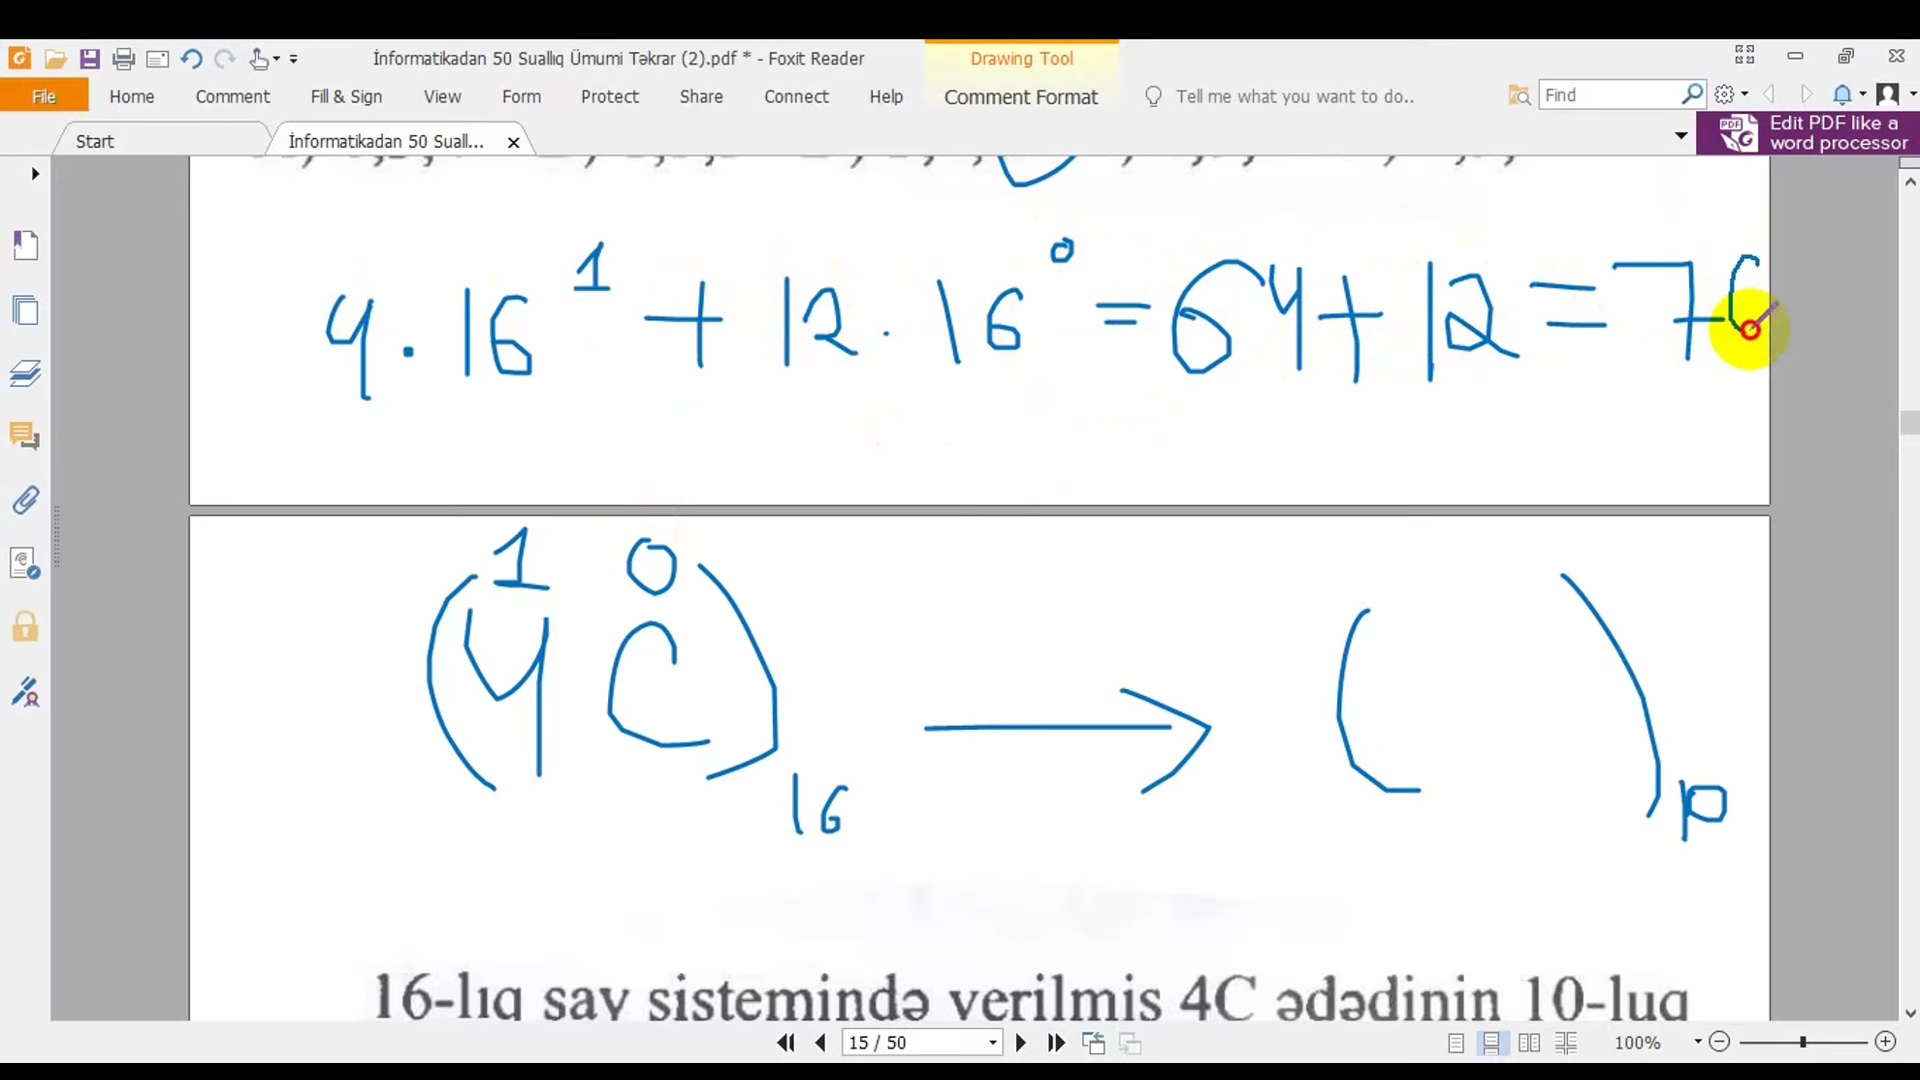 İnformatikadan 50 Suallıq Ümumi Təkrar (2).pdf * - Foxit Reader
Drawing Tool
File Home Comment Fill & Sign View Form Protect Share Connect Help Comment Format Tell me what you want to do.. Find
Start İnformatikadan 50 Suall... Edit PDF like a
word processor
4 . 16¹ + 12 . 16⁰ = 64 + 12 = 76
1 0
(4 C)₁₆ → ( )₁₀
16-lıq say sistemində verilmiş 4C ədədinin 10-luq
15 / 50 100%